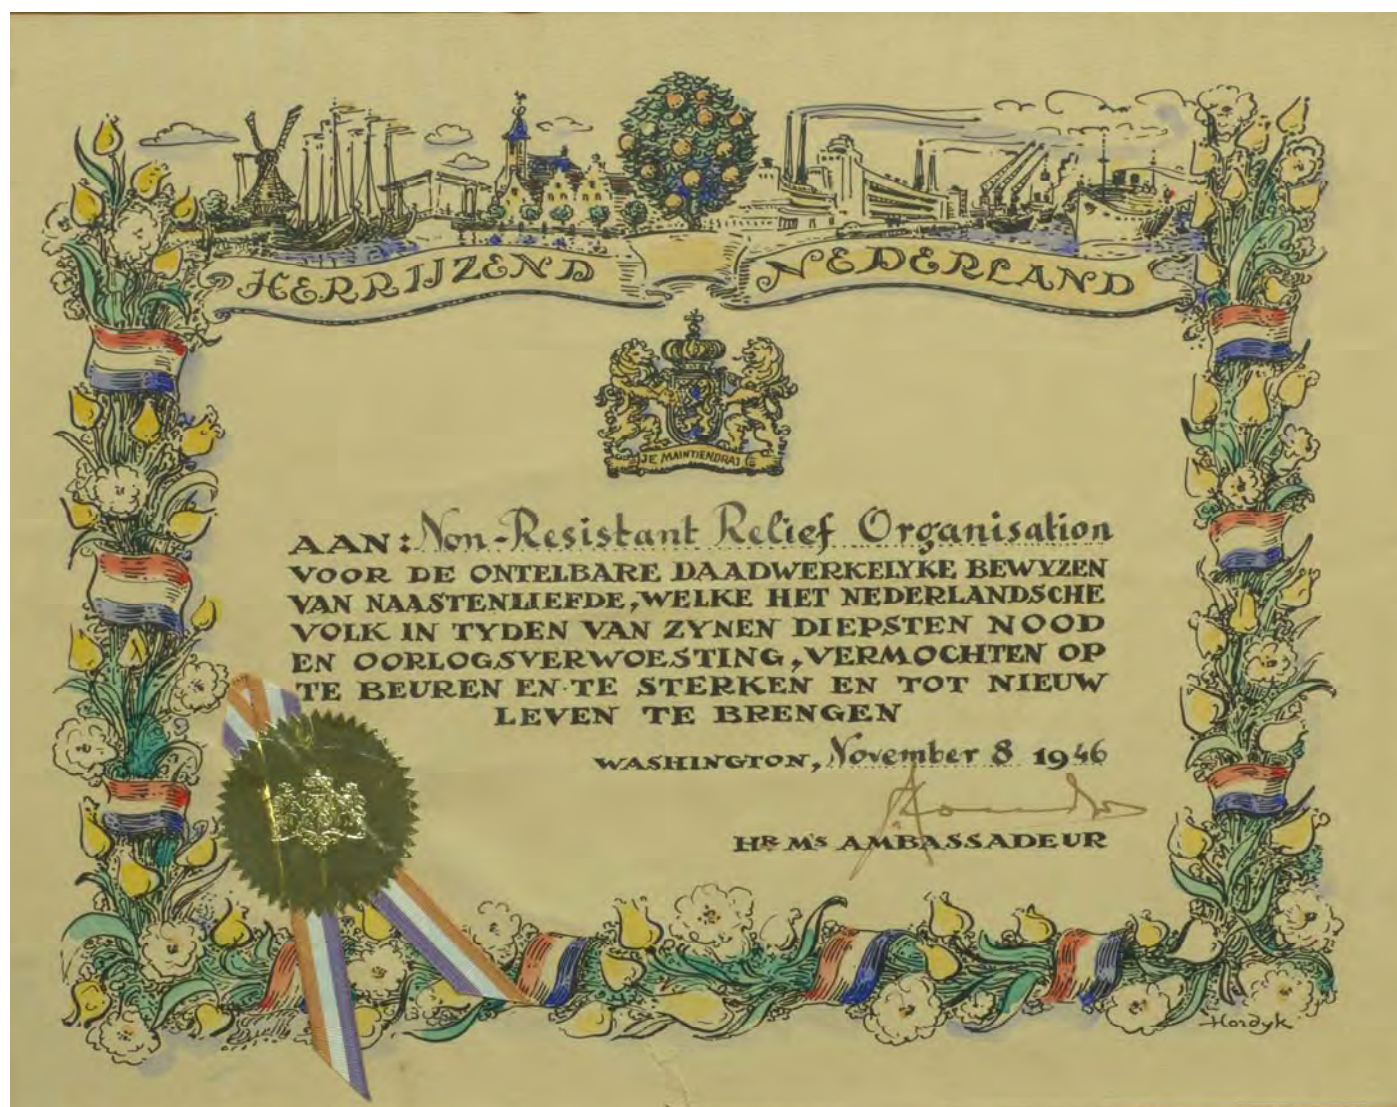 HERRIJZEND NEDERLAND
JE MAINTIENDRAI
AAN: Non-Resistant Relief Organisation
VOOR DE ONTELBARE DAADWERKELYKE BEWYZEN
VAN NAASTENLIEFDE, WELKE HET NEDERLANDSCHE
VOLK IN TYDEN VAN ZYNEN DIEPSTEN NOOD
EN OORLOGSVERWOESTING, VERMOCHTEN OP
TE BEUREN EN TE STERKEN EN TOT NIEUW
LEVEN TE BRENGEN
WASHINGTON, November 8 1946
HR MS AMBASSADEUR
Hordyk